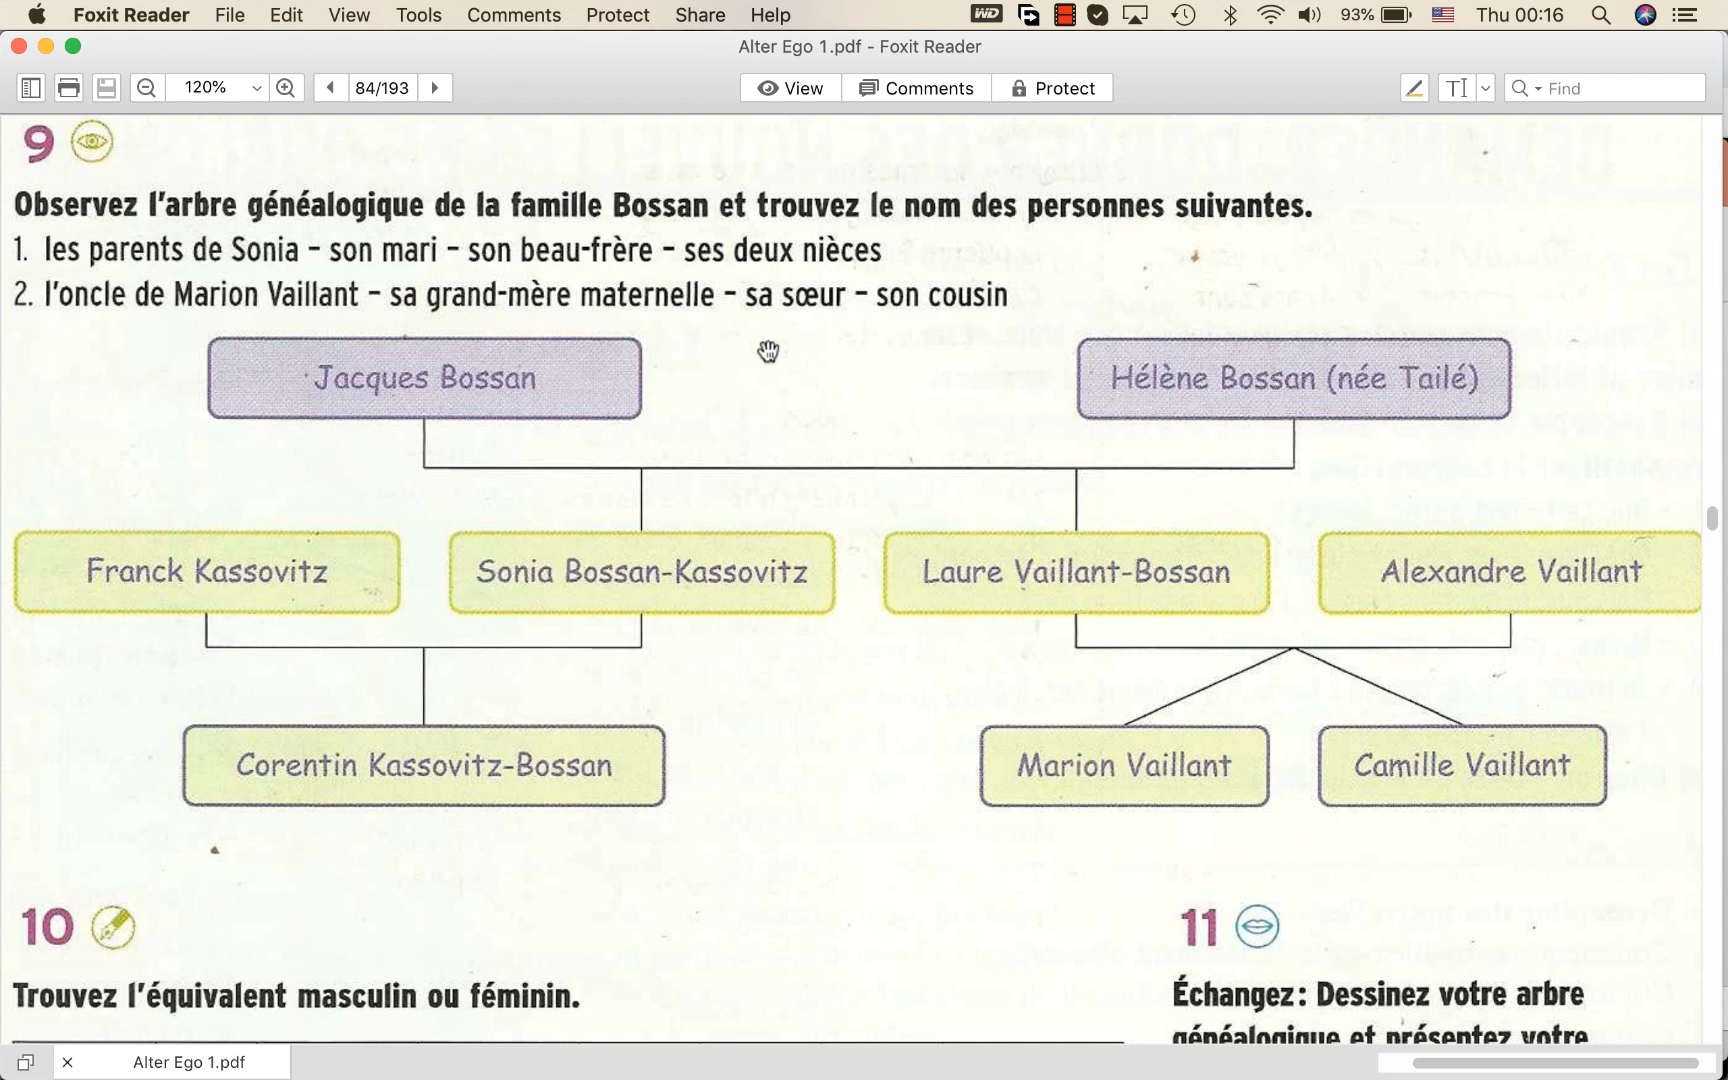 Foxit Reader File Edit View Tools Comments Protect Share Help WD 93% Thu 00:16
Alter Ego 1.pdf - Foxit Reader
120% 84/193 View Comments Protect T Find
9
Observez l'arbre généalogique de la famille Bossan et trouvez le nom des personnes suivantes.
1. les parents de Sonia – son mari – son beau-frère – ses deux nièces
2. l'oncle de Marion Vaillant – sa grand-mère maternelle – sa sœur – son cousin
Jacques Bossan Hélène Bossan (née Tailé)
Franck Kassovitz Sonia Bossan-Kassovitz Laure Vaillant-Bossan Alexandre Vaillant
Corentin Kassovitz-Bossan Marion Vaillant Camille Vaillant
10
Trouvez l'équivalent masculin ou féminin.
11
Échangez : Dessinez votre arbre
généalogique et présentez votre
Alter Ego 1.pdf